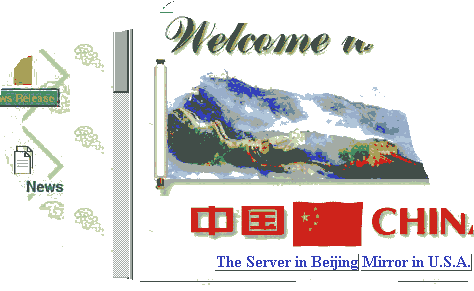 Welcome
ws Release
News
中国 CHINA
The Server in Beijing Mirror in U.S.A.